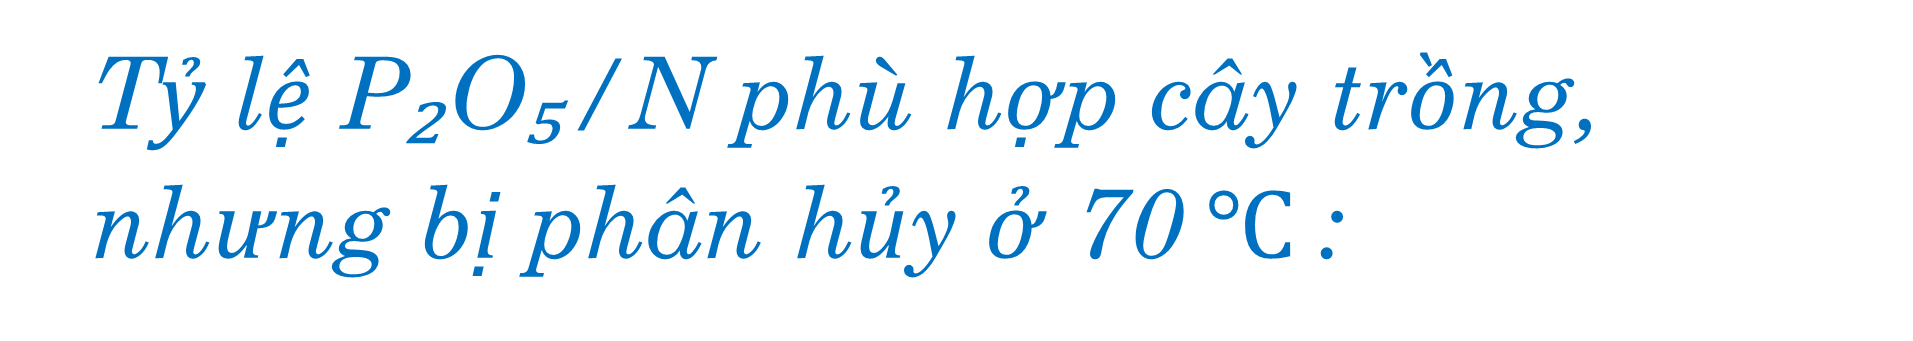 Tỷ lệ P₂O₅/N phù hợp cây trồng,
nhưng bị phân hủy ở 70℃ :